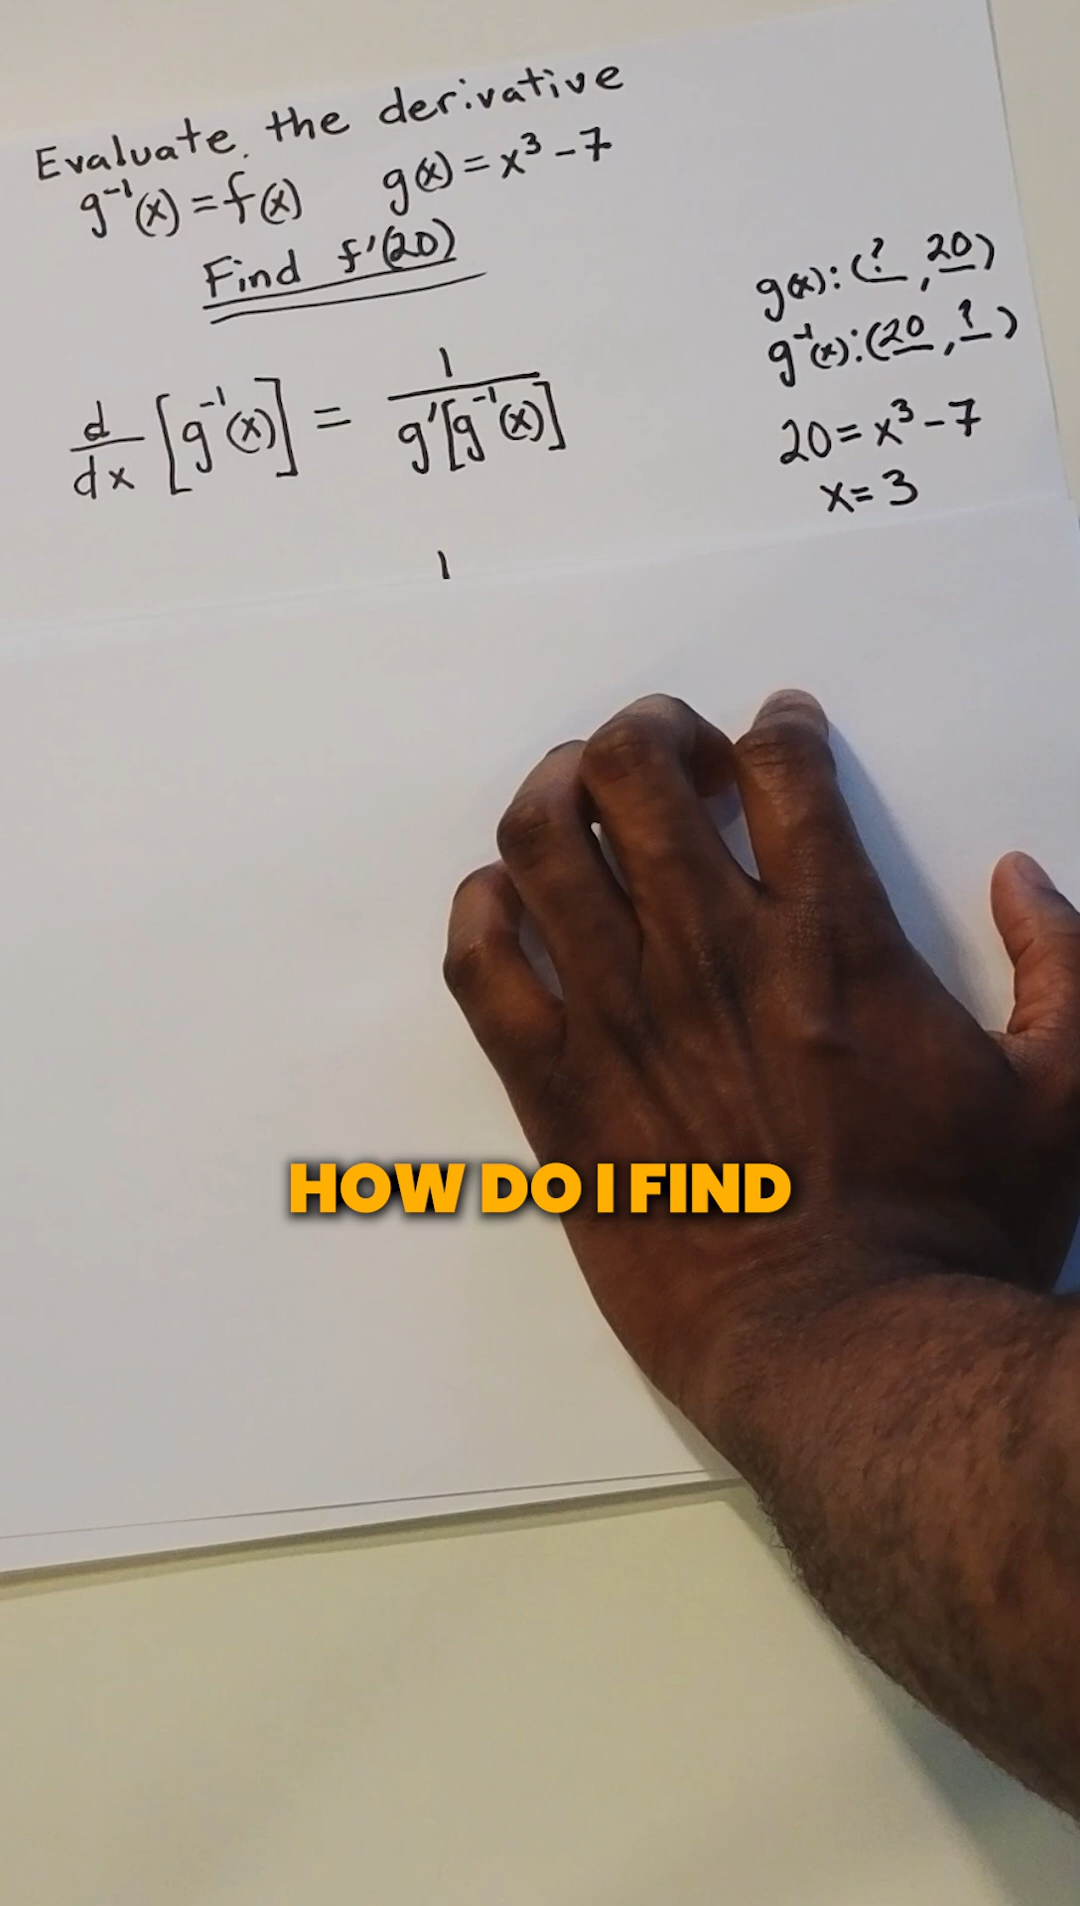 Evaluate the derivative
g⁻¹(x) = f(x)   g(x) = x³ - 7
Find f'(20)
g(x): (?, 20)
g⁻¹(x): (20, ?)
20 = x³ - 7
x = 3
d/dx [g⁻¹(x)] = 1/g'[g⁻¹(x)]
1
HOW DO I FIND